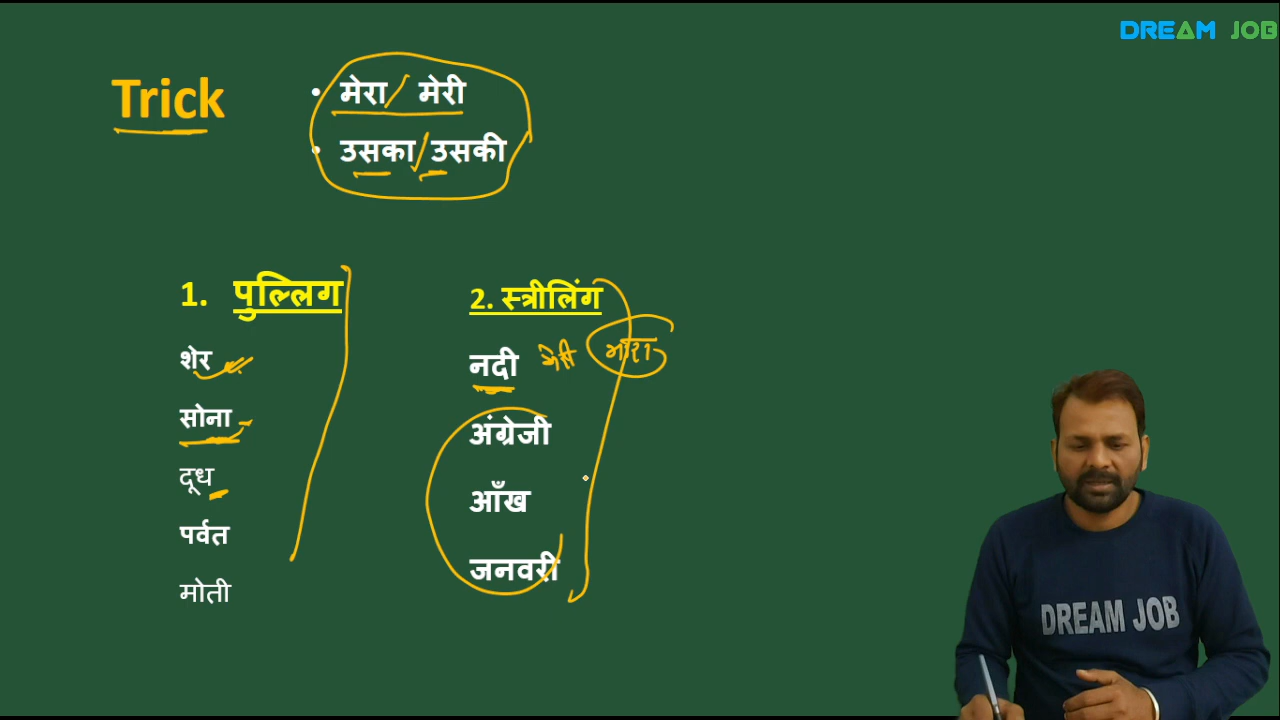 DREAM JOB
Trick
• मेरा / मेरी
• उसका / उसकी
1. पुल्लिग
शेर
सोना
दूध
पर्वत
मोती
2. स्त्रीलिंग
नदी मेरी
अंग्रेजी
आँख
जनवरी
DREAM JOB